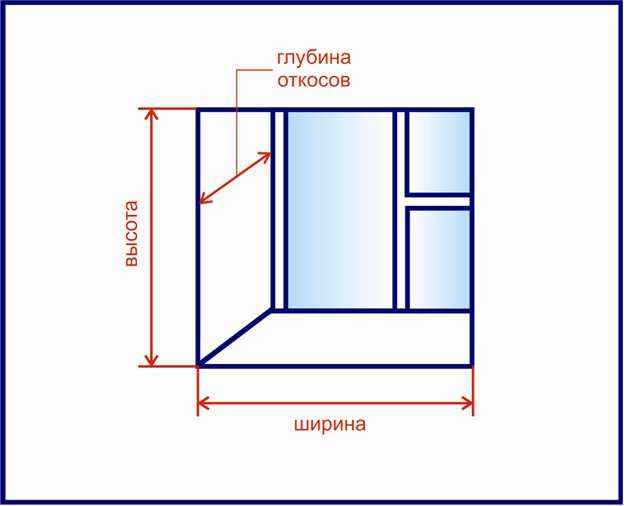 глубина
откосов
высота
ширина